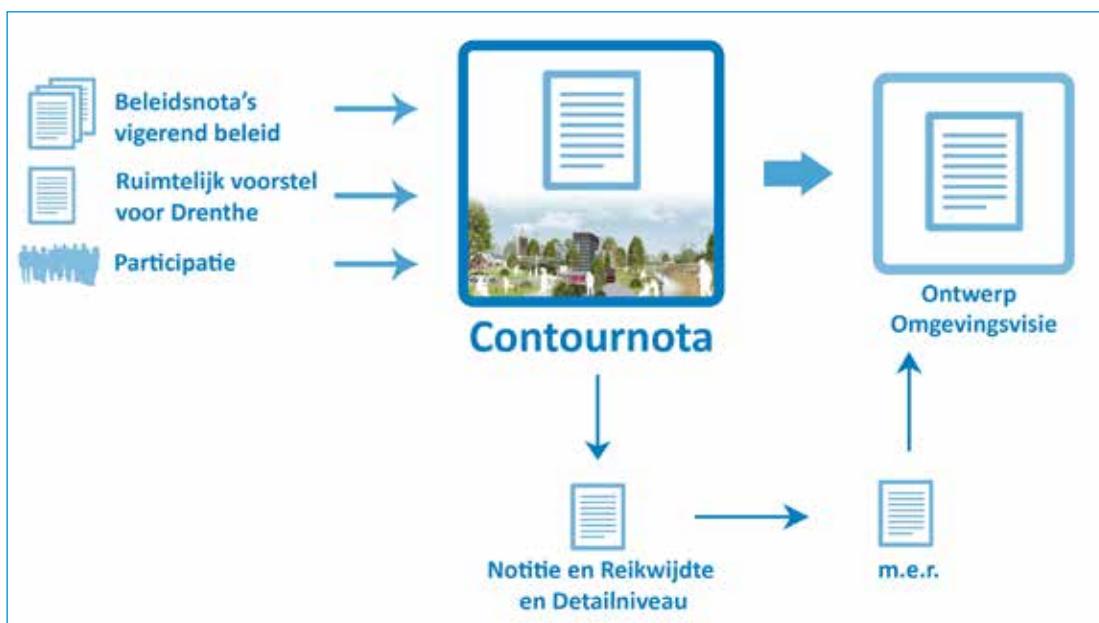 Beleidsnota's
vigerend beleid
Ruimtelijk voorstel
voor Drenthe
Participatie
Contournota
Ontwerp
Omgevingsvisie
Notitie en Reikwijdte
en Detailniveau
m.e.r.